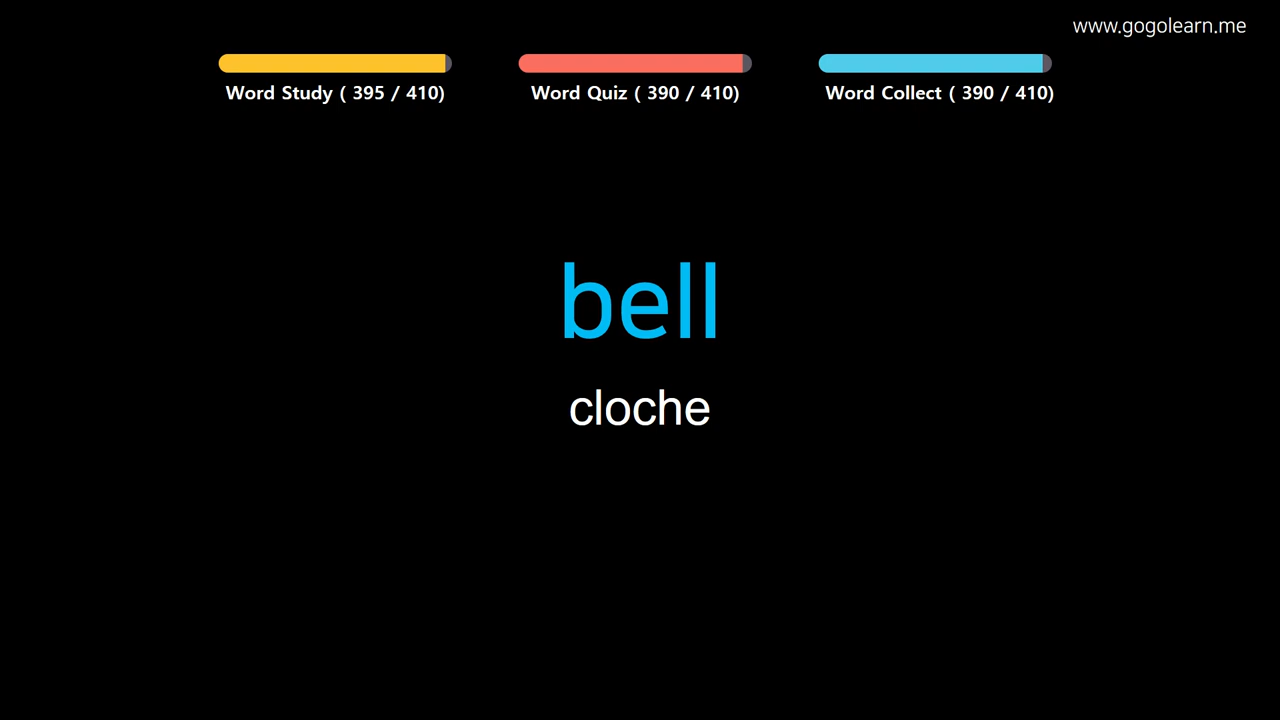 www.gogolearn.me
Word Study ( 395 / 410)
Word Quiz ( 390 / 410)
Word Collect ( 390 / 410)
bell
cloche